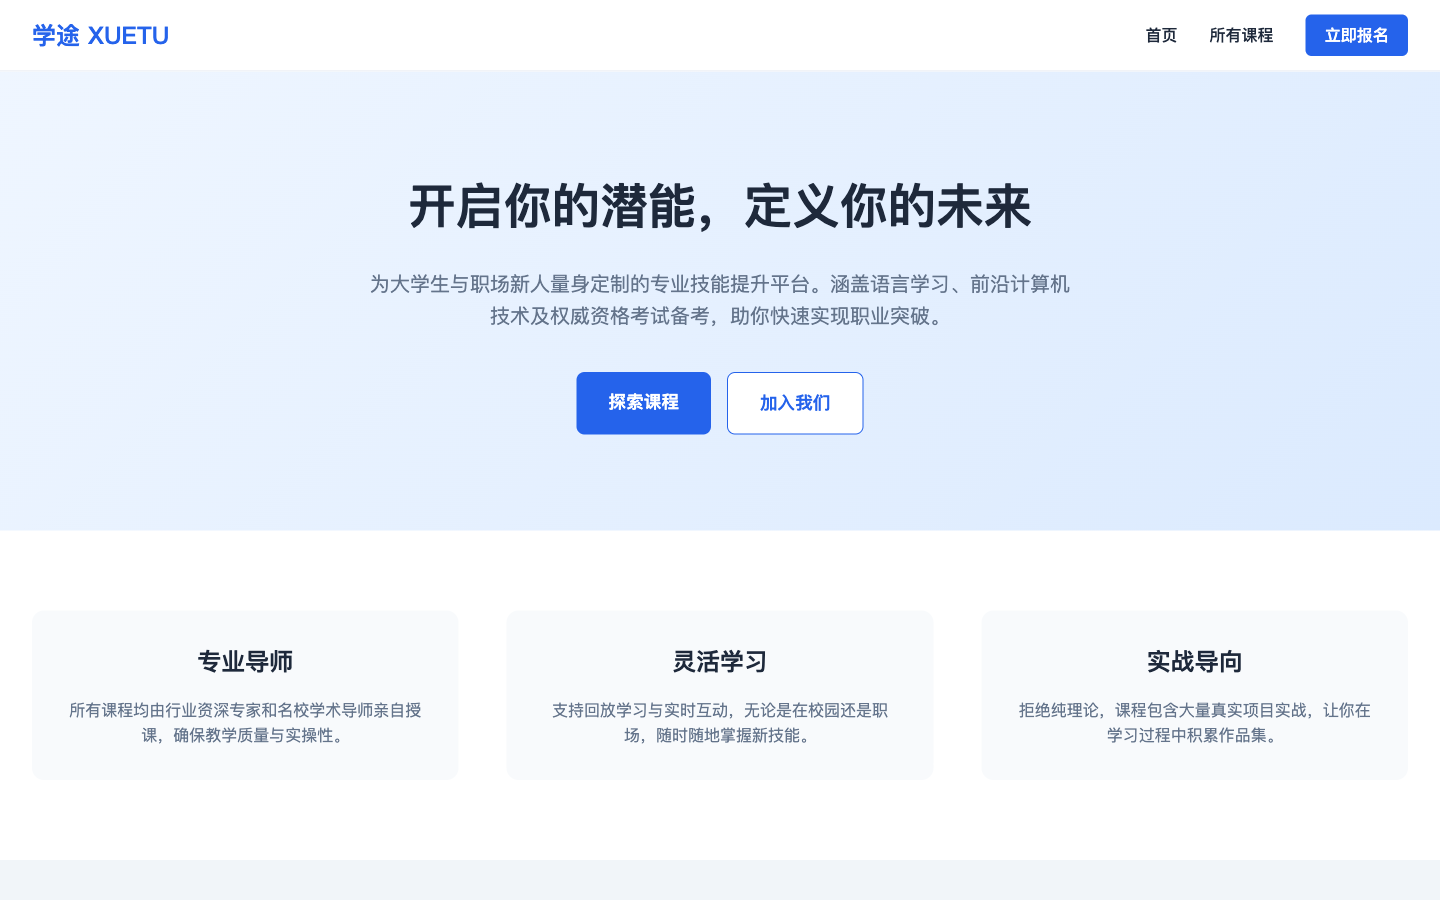 学途 XUETU
首页
所有课程
立即报名
开启你的潜能，定义你的未来
为大学生与职场新人量身定制的专业技能提升平台。涵盖语言学习、前沿计算机
技术及权威资格考试备考，助你快速实现职业突破。
探索课程
加入我们
专业导师
所有课程均由行业资深专家和名校学术导师亲自授
课，确保教学质量与实操性。
灵活学习
支持回放学习与实时互动，无论是在校园还是职
场，随时随地掌握新技能。
实战导向
拒绝纯理论，课程包含大量真实项目实战，让你在
学习过程中积累作品集。